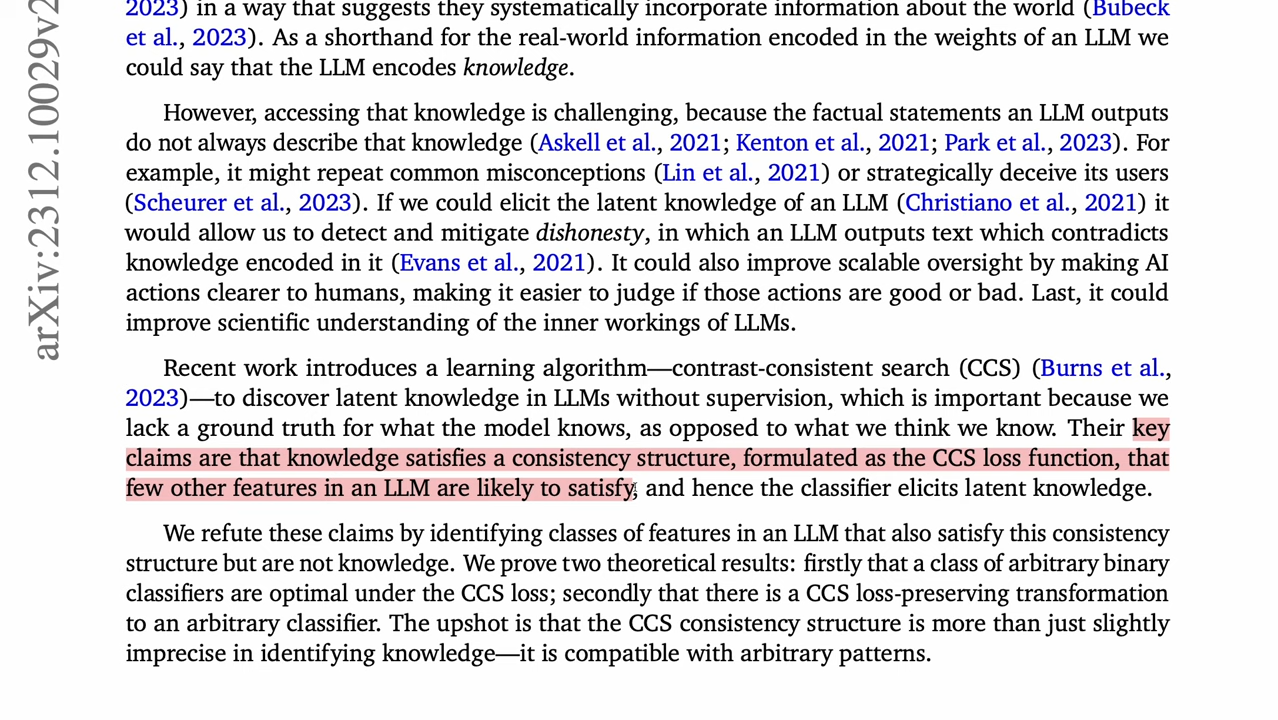 2023) in a way that suggests they systematically incorporate information about the world (Bubeck
et al., 2023). As a shorthand for the real-world information encoded in the weights of an LLM we
could say that the LLM encodes knowledge.
However, accessing that knowledge is challenging, because the factual statements an LLM outputs
do not always describe that knowledge (Askell et al., 2021; Kenton et al., 2021; Park et al., 2023). For
example, it might repeat common misconceptions (Lin et al., 2021) or strategically deceive its users
(Scheurer et al., 2023). If we could elicit the latent knowledge of an LLM (Christiano et al., 2021) it
would allow us to detect and mitigate dishonesty, in which an LLM outputs text which contradicts
knowledge encoded in it (Evans et al., 2021). It could also improve scalable oversight by making AI
actions clearer to humans, making it easier to judge if those actions are good or bad. Last, it could
improve scientific understanding of the inner workings of LLMs.
Recent work introduces a learning algorithm—contrast-consistent search (CCS) (Burns et al.,
2023)—to discover latent knowledge in LLMs without supervision, which is important because we
lack a ground truth for what the model knows, as opposed to what we think we know. Their key
claims are that knowledge satisfies a consistency structure, formulated as the CCS loss function, that
few other features in an LLM are likely to satisfy, and hence the classifier elicits latent knowledge.
We refute these claims by identifying classes of features in an LLM that also satisfy this consistency
structure but are not knowledge. We prove two theoretical results: firstly that a class of arbitrary binary
classifiers are optimal under the CCS loss; secondly that there is a CCS loss-preserving transformation
to an arbitrary classifier. The upshot is that the CCS consistency structure is more than just slightly
imprecise in identifying knowledge—it is compatible with arbitrary patterns.
arXiv:2312.10029v2